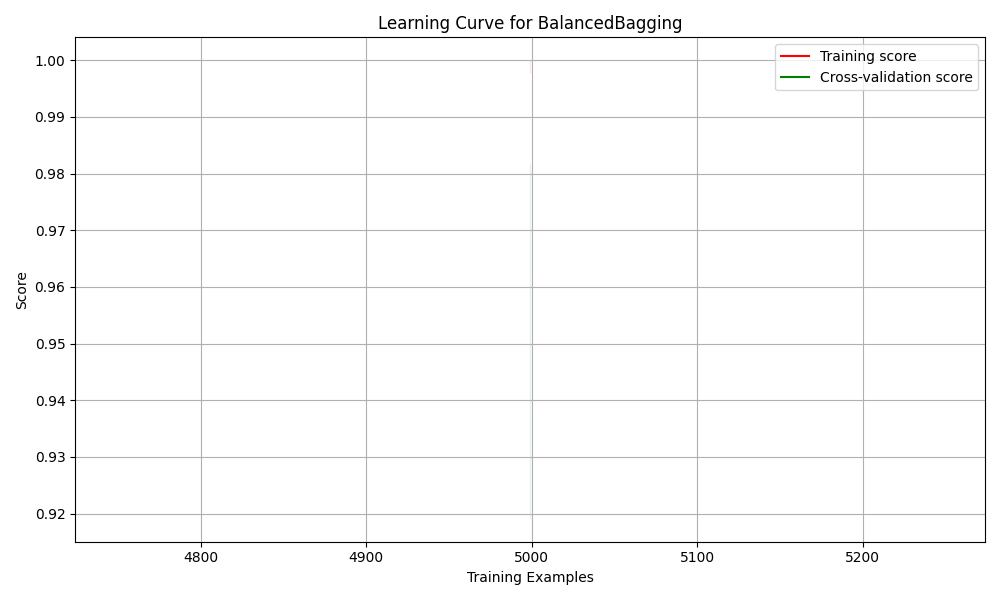 Learning Curve for BalancedBagging
Training score
Cross-validation score
1.00
0.99
0.98
0.97
0.96
0.95
0.94
0.93
0.92
Score
4800 4900 5000 5100 5200
Training Examples